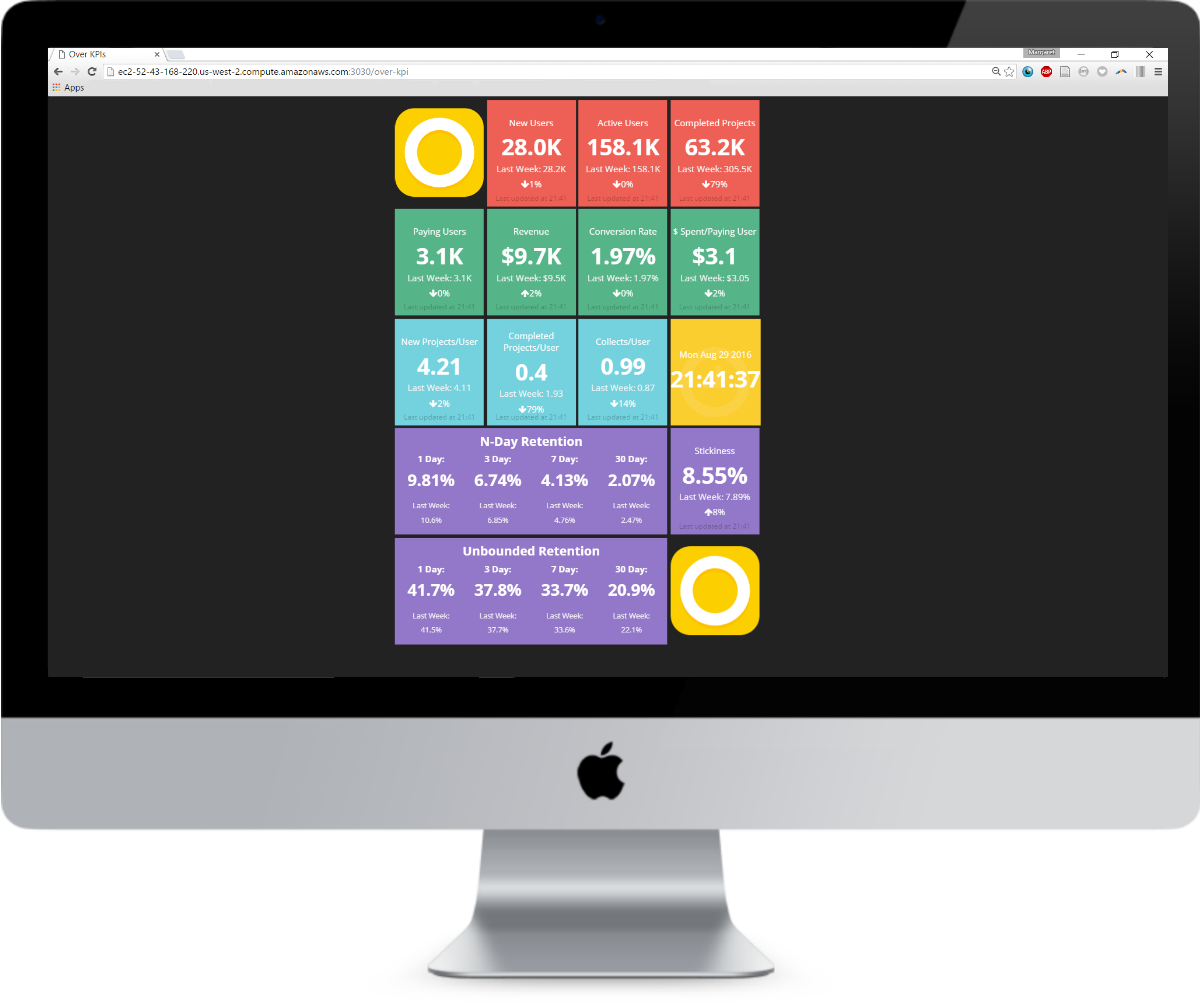 Over KPIs
Margaret
ec2-52-43-168-220.us-west-2.compute.amazonaws.com:3030/over-kpi
ABP
Apps
New Users
28.0K
Last Week: 28.2K
1%
Last updated at 21:41
Active Users
158.1K
Last Week: 158.1K
0%
Last updated at 21:41
Completed Projects
63.2K
Last Week: 305.5K
79%
Last updated at 21:41
Paying Users
3.1K
Last Week: 3.1K
0%
Last updated at 21:41
Revenue
$9.7K
Last Week: $9.5K
2%
Last updated at 21:41
Conversion Rate
1.97%
Last Week: 1.97%
0%
Last updated at 21:41
$ Spent/Paying User
$3.1
Last Week: $3.05
2%
Last updated at 21:41
New Projects/User
4.21
Last Week: 4.11
2%
Last updated at 21:41
Completed
Projects/User
0.4
Last Week: 1.93
79%
Last updated at 21:41
Collects/User
0.99
Last Week: 0.87
14%
Last updated at 21:41
Mon Aug 29 2016
21:41:37
N-Day Retention
1 Day: 3 Day: 7 Day: 30 Day:
9.81% 6.74% 4.13% 2.07%
Last Week: Last Week: Last Week: Last Week:
10.6% 6.85% 4.76% 2.47%
Stickiness
8.55%
Last Week: 7.89%
8%
Last updated at 21:41
Unbounded Retention
1 Day: 3 Day: 7 Day: 30 Day:
41.7% 37.8% 33.7% 20.9%
Last Week: Last Week: Last Week: Last Week:
41.5% 37.7% 33.6% 22.1%